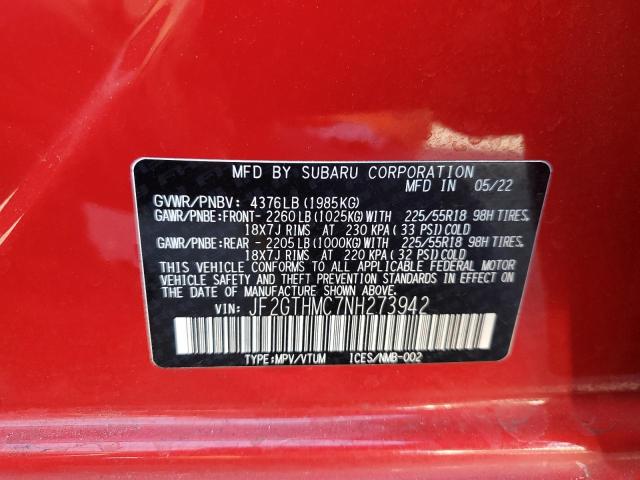 MFD BY SUBARU CORPORATION
MFD IN 05/22
GVWR/PNBV: 4376LB(1985KG)
GAWR/PNBE:FRONT- 2260LB(1025KG)WITH 225/55R18 98H TIRES,
18X7J RIMS AT 230 KPA(33 PSI)COLD
GAWR/PNBE:REAR - 2205LB(1000KG)WITH 225/55R18 98H TIRES,
18X7J RIMS AT 220 KPA(32 PSI)COLD
THIS VEHICLE CONFORMS TO ALL APPLICABLE FEDERAL MOTOR
VEHICLE SAFETY AND THEFT PREVENTION STANDARDS IN EFFECT ON
THE DATE OF MANUFACTURE SHOWN ABOVE.
VIN: JF2GTHMC7NH273942
TYPE:MPV/VTUM ICES/NMB-002